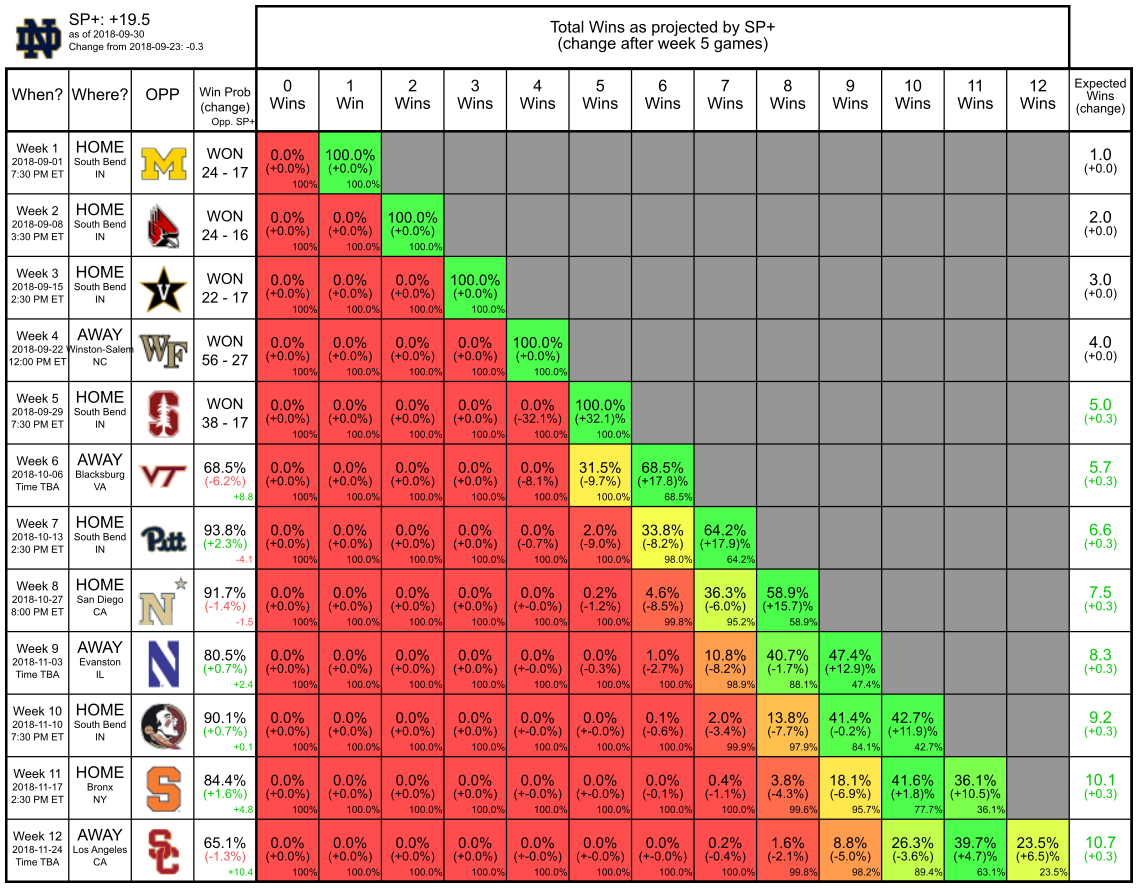 ND
SP+: +19.5
as of 2018-09-30
Change from 2018-09-23: -0.3
Total Wins as projected by SP+
(change after week 5 games)
When? Where? OPP Win Prob 0 1 2 3 4 5 6 7 8 9 10 11 12 Expected
(change) Wins Win Wins Wins Wins Wins Wins Wins Wins Wins Wins Wins Wins Wins
Opp. SP+ (change)
Week 1 HOME M WON 0.0% 100.0% 1.0
2018-09-01 South Bend 24 - 17 (+0.0%) (+0.0%) (+0.0)
7:30 PM ET IN 100% 100.0%
Week 2 HOME WON 0.0% 0.0% 100.0% 2.0
2018-09-08 South Bend 24 - 16 (+0.0%) (+0.0%) (+0.0%) (+0.0)
3:30 PM ET IN 100% 100.0% 100.0%
Week 3 HOME V WON 0.0% 0.0% 0.0% 100.0% 3.0
2018-09-15 South Bend 22 - 17 (+0.0%) (+0.0%) (+0.0%) (+0.0%) (+0.0)
2:30 PM ET IN 100% 100.0% 100.0% 100.0%
Week 4 AWAY WF WON 0.0% 0.0% 0.0% 0.0% 100.0% 4.0
2018-09-22 Winston-Salem 56 - 27 (+0.0%) (+0.0%) (+0.0%) (+0.0%) (+0.0%) (+0.0)
12:00 PM ET NC 100% 100.0% 100.0% 100.0% 100.0%
Week 5 HOME S WON 0.0% 0.0% 0.0% 0.0% 0.0% 100.0% 5.0
2018-09-29 South Bend 38 - 17 (+0.0%) (+0.0%) (+0.0%) (+0.0%) (-32.1%) (+32.1)% (+0.3)
7:30 PM ET IN 100% 100.0% 100.0% 100.0% 100.0% 100.0%
Week 6 AWAY VT 68.5% 0.0% 0.0% 0.0% 0.0% 0.0% 31.5% 68.5% 5.7
2018-10-06 Blacksburg (-6.2%) (+0.0%) (+0.0%) (+0.0%) (+0.0%) (-8.1%) (-9.7%) (+17.8)% (+0.3)
Time TBA VA +8.8 100% 100.0% 100.0% 100.0% 100.0% 100.0% 68.5%
Week 7 HOME Pitt 93.8% 0.0% 0.0% 0.0% 0.0% 0.0% 2.0% 33.8% 64.2% 6.6
2018-10-13 South Bend (+2.3%) (+0.0%) (+0.0%) (+0.0%) (+0.0%) (-0.7%) (-9.0%) (-8.2%) (+17.9)% (+0.3)
2:30 PM ET IN -4.1 100% 100.0% 100.0% 100.0% 100.0% 100.0% 98.0% 64.2%
Week 8 HOME N 91.7% 0.0% 0.0% 0.0% 0.0% 0.0% 0.2% 4.6% 36.3% 58.9% 7.5
2018-10-27 San Diego (-1.4%) (+0.0%) (+0.0%) (+0.0%) (+0.0%) (+-0.0%) (-1.2%) (-8.5%) (-6.0%) (+15.7)% (+0.3)
8:00 PM ET CA -1.5 100% 100.0% 100.0% 100.0% 100.0% 100.0% 99.8% 95.2% 58.9%
Week 9 AWAY N 80.5% 0.0% 0.0% 0.0% 0.0% 0.0% 0.0% 1.0% 10.8% 40.7% 47.4% 8.3
2018-11-03 Evanston (+0.7%) (+0.0%) (+0.0%) (+0.0%) (+0.0%) (+-0.0%) (-0.3%) (-2.7%) (-8.2%) (-1.7%) (+12.9)% (+0.3)
Time TBA IL +2.4 100% 100.0% 100.0% 100.0% 100.0% 100.0% 100.0% 98.9% 88.1% 47.4%
Week 10 HOME 90.1% 0.0% 0.0% 0.0% 0.0% 0.0% 0.0% 0.1% 2.0% 13.8% 41.4% 42.7% 9.2
2018-11-10 South Bend (+0.7%) (+0.0%) (+0.0%) (+0.0%) (+0.0%) (+-0.0%) (+-0.0%) (-0.6%) (-3.4%) (-7.7%) (-0.2%) (+11.9)% (+0.3)
7:30 PM ET IN +0.1 100% 100.0% 100.0% 100.0% 100.0% 100.0% 100.0% 99.9% 97.9% 84.1% 42.7%
Week 11 HOME S 84.4% 0.0% 0.0% 0.0% 0.0% 0.0% 0.0% 0.0% 0.4% 3.8% 18.1% 41.6% 36.1% 10.1
2018-11-17 Bronx (+1.6%) (+0.0%) (+0.0%) (+0.0%) (+0.0%) (+-0.0%) (+-0.0%) (-0.1%) (-1.1%) (-4.3%) (-6.9%) (+1.8)% (+10.5)% (+0.3)
2:30 PM ET NY +4.8 100% 100.0% 100.0% 100.0% 100.0% 100.0% 100.0% 100.0% 99.6% 95.7% 77.7% 36.1%
Week 12 AWAY SC 65.1% 0.0% 0.0% 0.0% 0.0% 0.0% 0.0% 0.0% 0.2% 1.6% 8.8% 26.3% 39.7% 23.5% 10.7
2018-11-24 Los Angeles (-1.3%) (+0.0%) (+0.0%) (+0.0%) (+0.0%) (+-0.0%) (+-0.0%) (+-0.0%) (-0.4%) (-2.1%) (-5.0%) (-3.6%) (+4.7)% (+6.5)% (+0.3)
Time TBA CA +10.4 100% 100.0% 100.0% 100.0% 100.0% 100.0% 100.0% 100.0% 99.8% 98.2% 89.4% 63.1% 23.5%